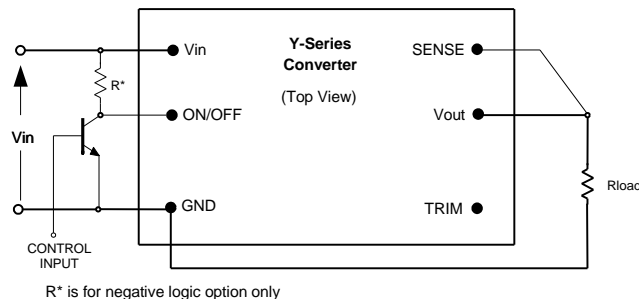 Y-Series
Converter
(Top View)
Vin
R*
ON/OFF
Vin
GND
CONTROL
INPUT
SENSE
Vout
TRIM
Rload
R* is for negative logic option only